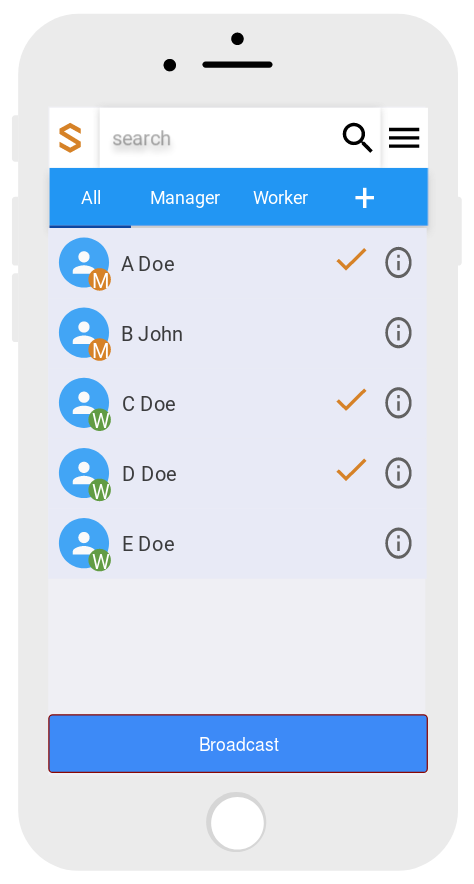 S search
All Manager Worker +
A Doe
M
B John
M
C Doe
W
D Doe
W
E Doe
W
Broadcast